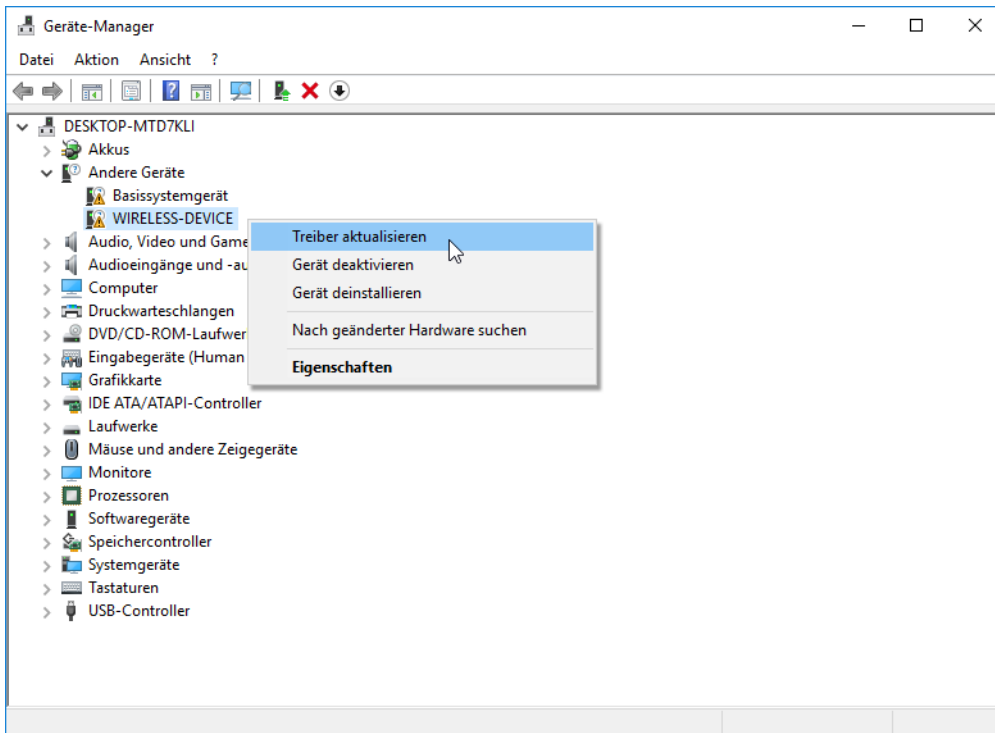 Geräte-Manager
Datei Aktion Ansicht ?
DESKTOP-MTD7KLI
Akkus
Andere Geräte
Basissystemgerät
WIRELESS-DEVICE
Audio, Video und Game
Audioeingänge und -au
Computer
Druckwarteschlangen
DVD/CD-ROM-Laufwer
Eingabegeräte (Human
Grafikkarte
IDE ATA/ATAPI-Controller
Laufwerke
Mäuse und andere Zeigegeräte
Monitore
Prozessoren
Softwaregeräte
Speichercontroller
Systemgeräte
Tastaturen
USB-Controller
Treiber aktualisieren
Gerät deaktivieren
Gerät deinstallieren
Nach geänderter Hardware suchen
Eigenschaften